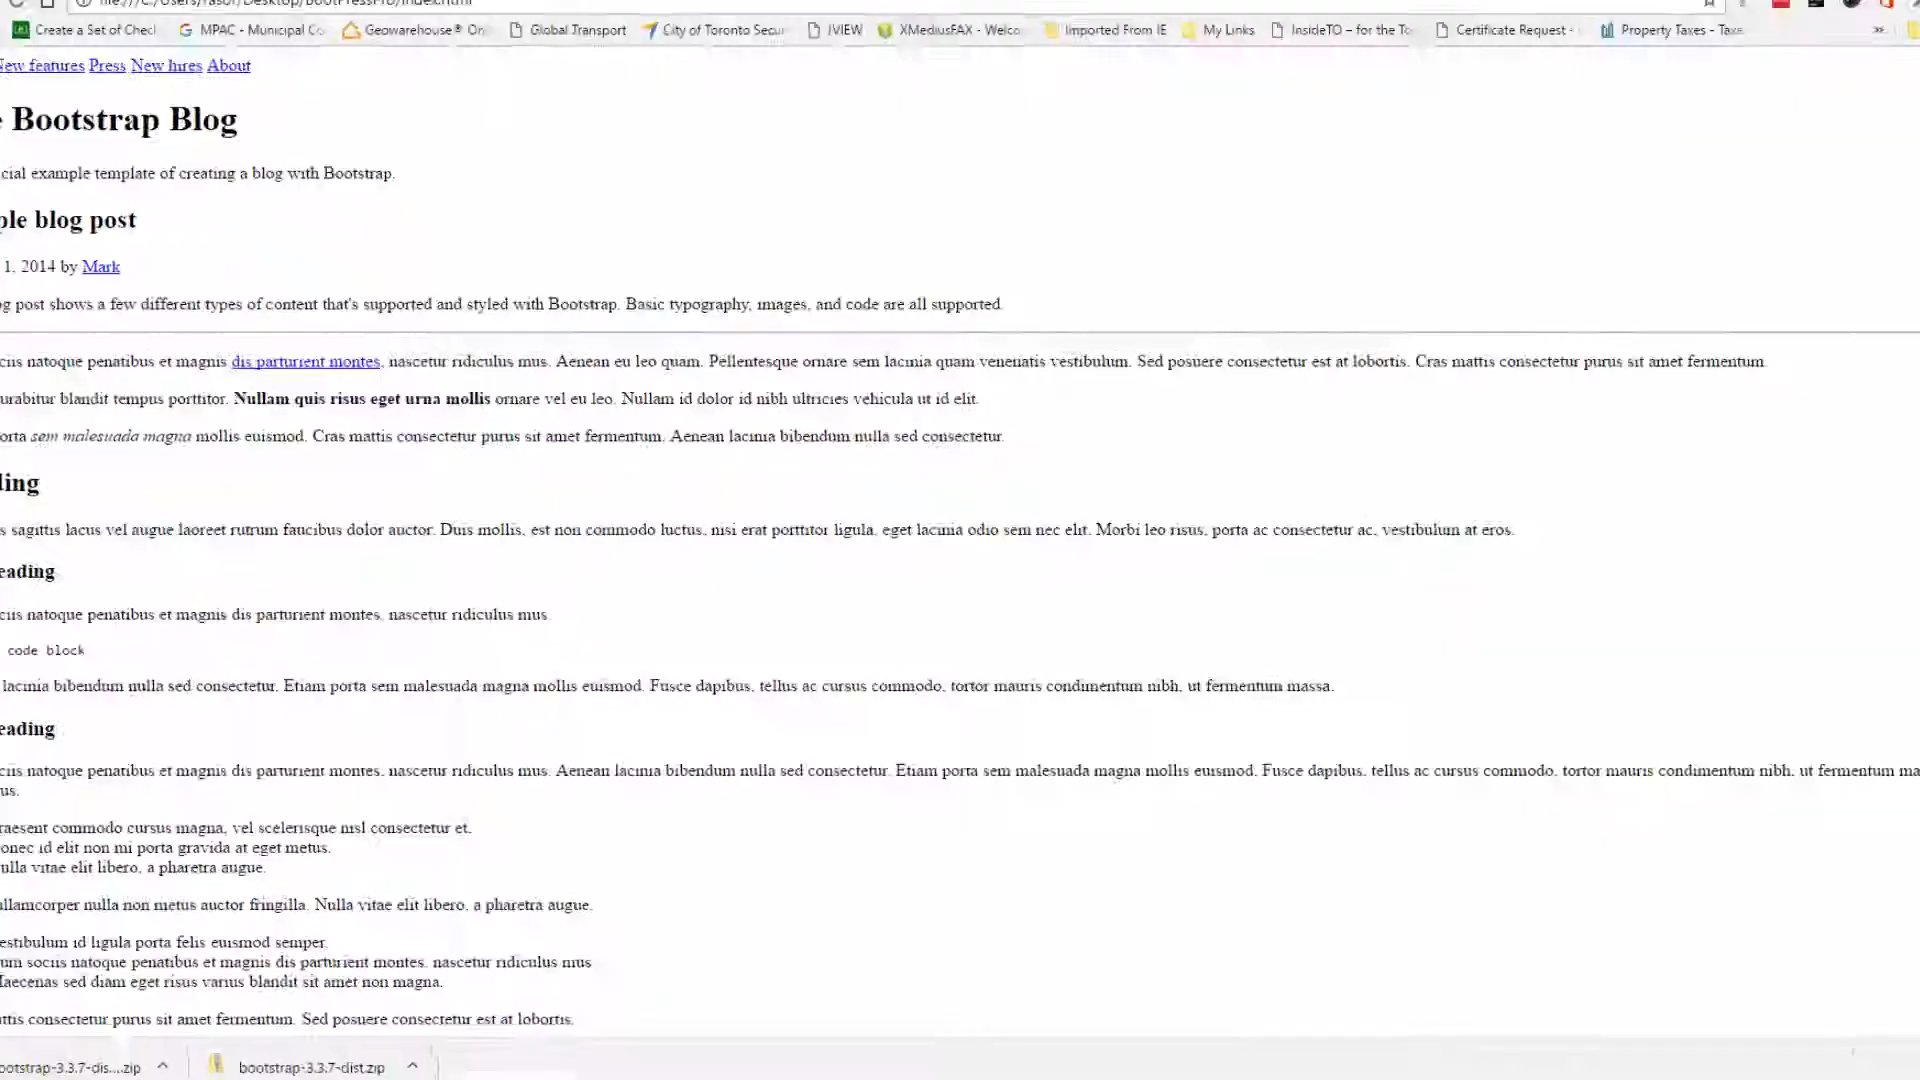 Create a Set of Checl MPAC - Municipal Co Geowarehouse® On Global Transport City of Toronto Secur JVIEW XMediusFAX - Welco Imported From IE My Links InsideTO – for the To Certificate Request - Property Taxes - Taxe »
New features Press New hires About
Bootstrap Blog
cial example template of creating a blog with Bootstrap.
ple blog post
1, 2014 by Mark
og post shows a few different types of content that's supported and styled with Bootstrap. Basic typography, images, and code are all supported.
ciis natoque penatibus et magnis dis parturient montes, nascetur ridiculus mus. Aenean eu leo quam. Pellentesque ornare sem lacinia quam venenatis vestibulum. Sed posuere consectetur est at lobortis. Cras mattis consectetur purus sit amet fermentum.
urabitur blandit tempus porttitor. Nullam quis risus eget urna mollis ornare vel eu leo. Nullam id dolor id nibh ultricies vehicula ut id elit.
orta sem malesuada magna mollis euismod. Cras mattis consectetur purus sit amet fermentum. Aenean lacinia bibendum nulla sed consectetur.
ding
s sagittis lacus vel augue laoreet rutrum faucibus dolor auctor. Duis mollis, est non commodo luctus, nisi erat porttitor ligula, eget lacinia odio sem nec elit. Morbi leo risus, porta ac consectetur ac, vestibulum at eros.
eading
ciis natoque penatibus et magnis dis parturient montes, nascetur ridiculus mus.
code block
lacinia bibendum nulla sed consectetur. Etiam porta sem malesuada magna mollis euismod. Fusce dapibus, tellus ac cursus commodo, tortor mauris condimentum nibh, ut fermentum massa.
eading
ciis natoque penatibus et magnis dis parturient montes, nascetur ridiculus mus. Aenean lacinia bibendum nulla sed consectetur. Etiam porta sem malesuada magna mollis euismod. Fusce dapibus, tellus ac cursus commodo, tortor mauris condimentum nibh, ut fermentum ma
us.
raesent commodo cursus magna, vel scelerisque nisl consectetur et.
onec id elit non mi porta gravida at eget metus.
ulla vitae elit libero, a pharetra augue.
ullamcorper nulla non metus auctor fringilla. Nulla vitae elit libero, a pharetra augue.
estibulum id ligula porta felis euismod semper.
um sociis natoque penatibus et magnis dis parturient montes, nascetur ridiculus mus.
Maecenas sed diam eget risus varius blandit sit amet non magna.
attis consectetur purus sit amet fermentum. Sed posuere consectetur est at lobortis.
ootstrap-3.3.7-dis....zip bootstrap-3.3.7-dist.zip